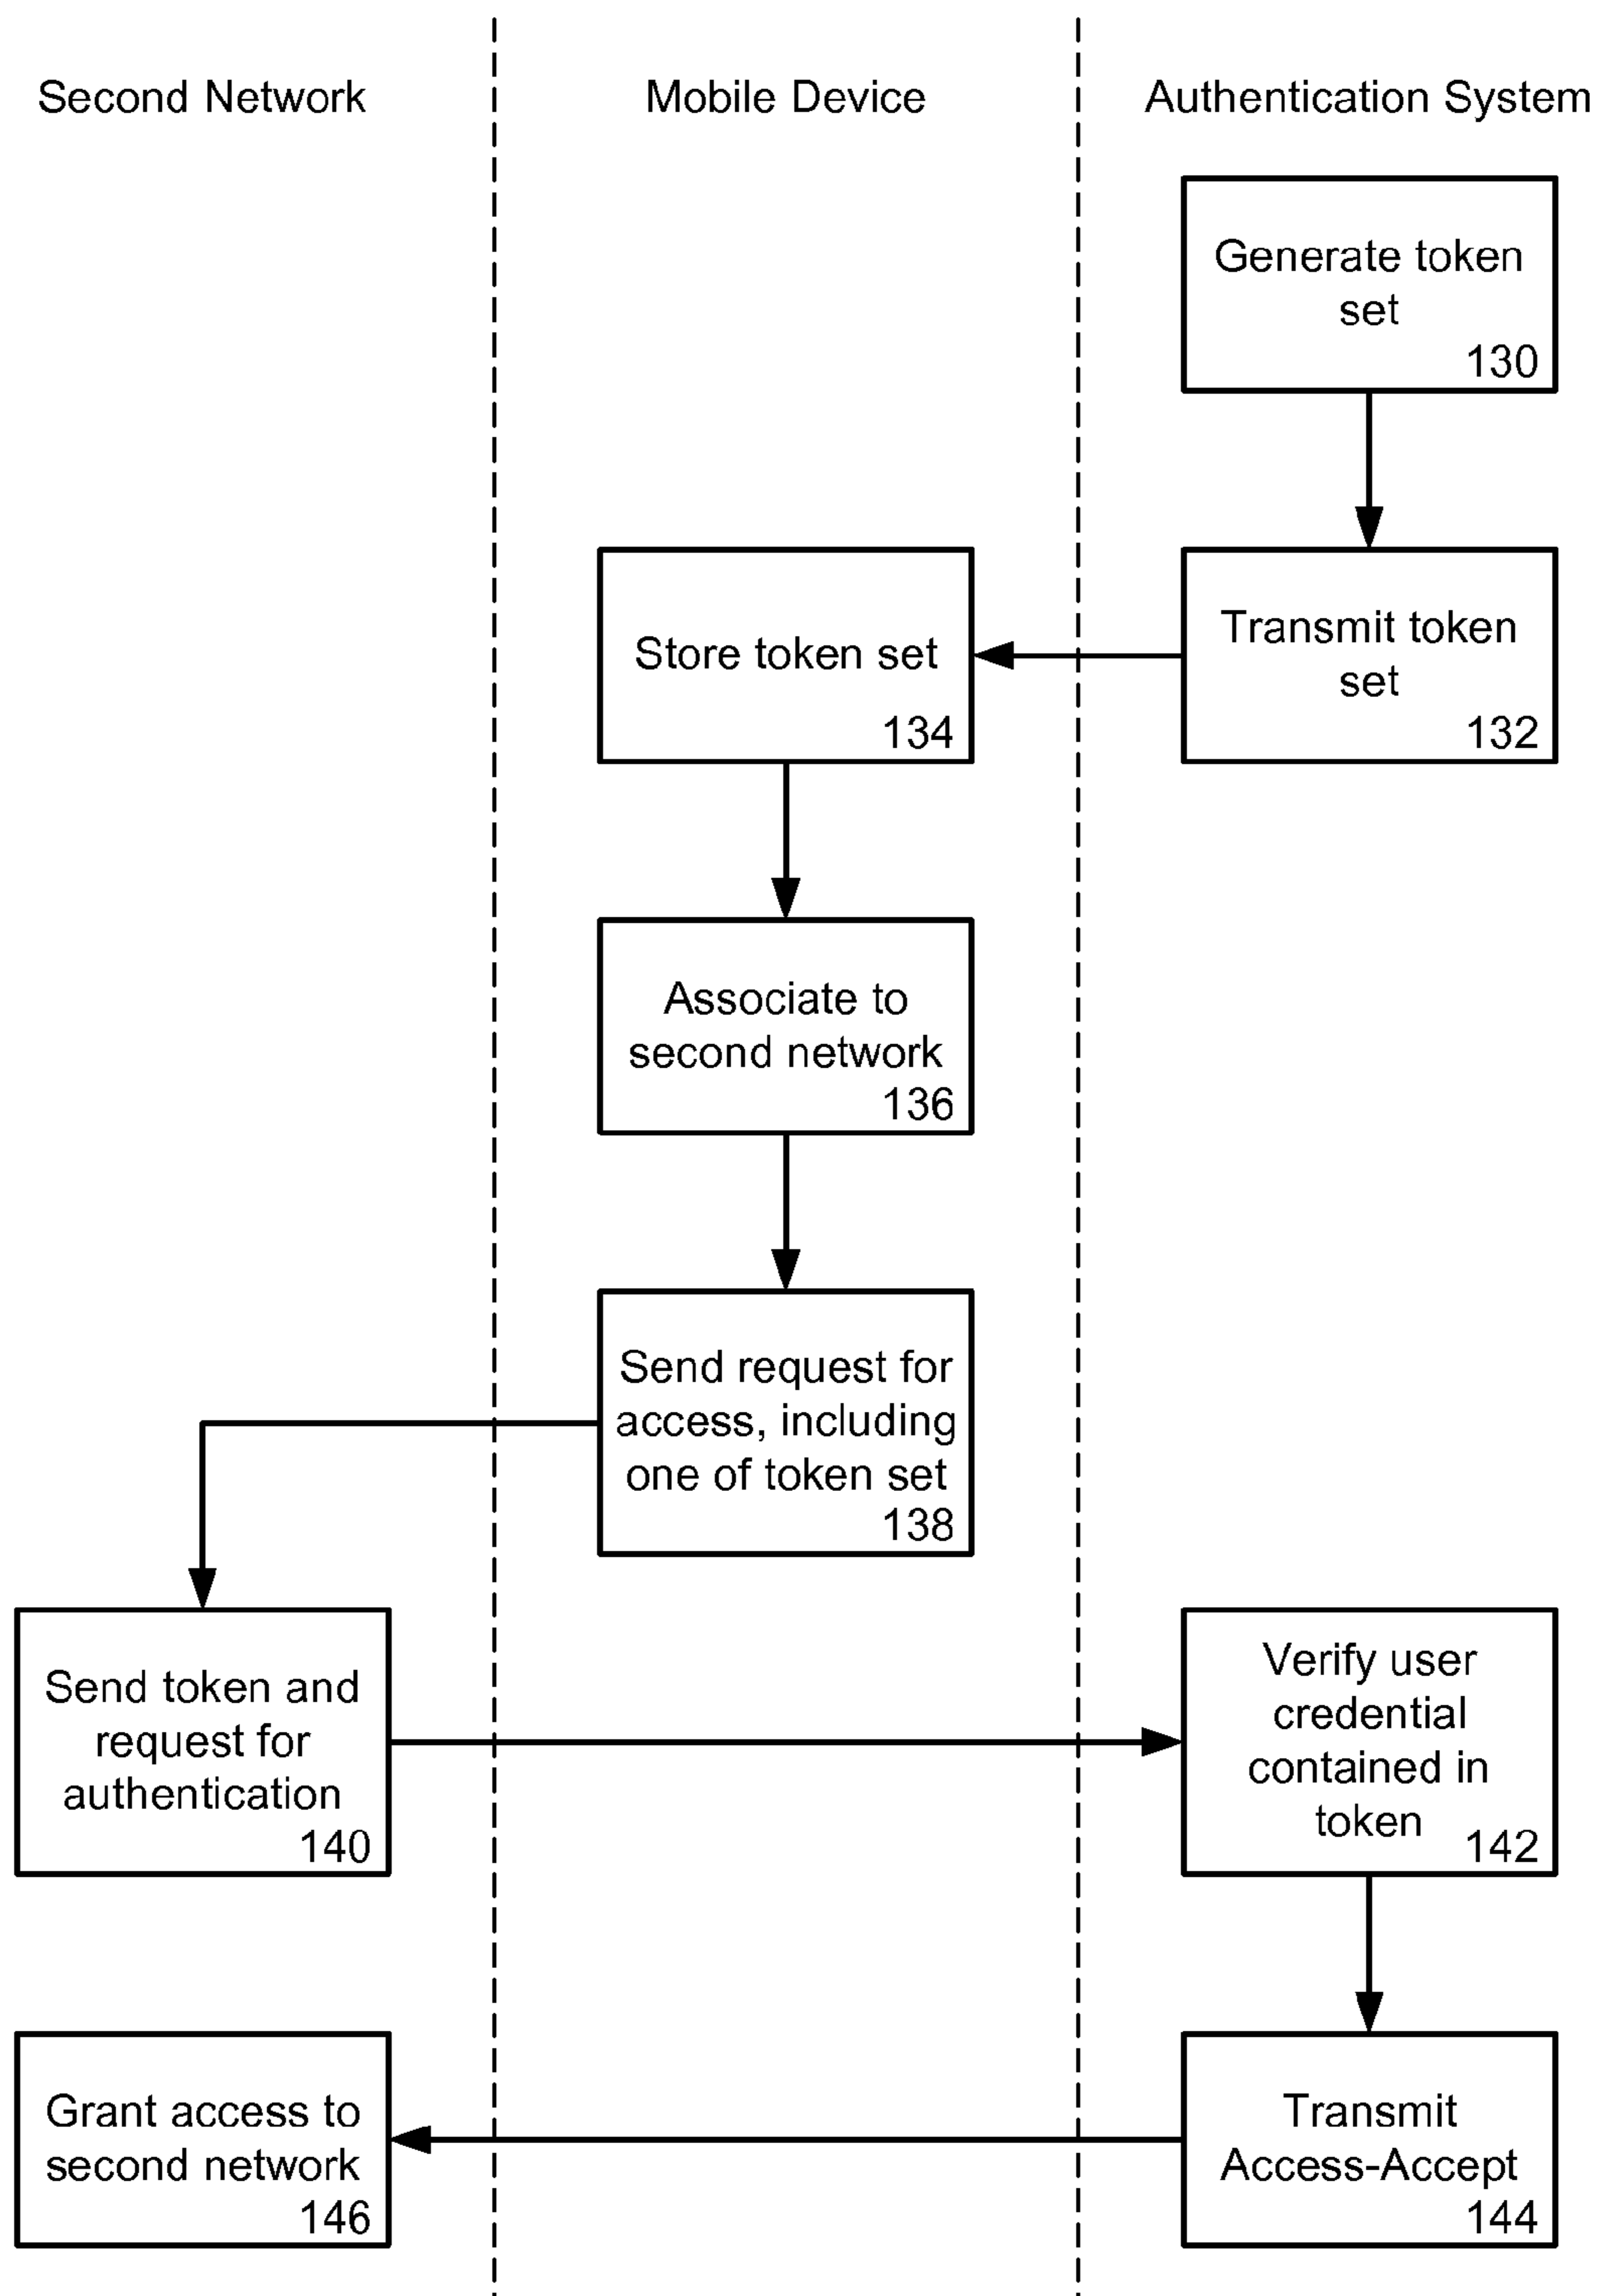 Second Network
Mobile Device
Authentication System
Generate token
set
130
Transmit token
set
132
Store token set
134
Associate to
second network
136
Send request for
access, including
one of token set
138
Send token and
request for
authentication
140
Verify user
credential
contained in
token
142
Transmit
Access-Accept
144
Grant access to
second network
146